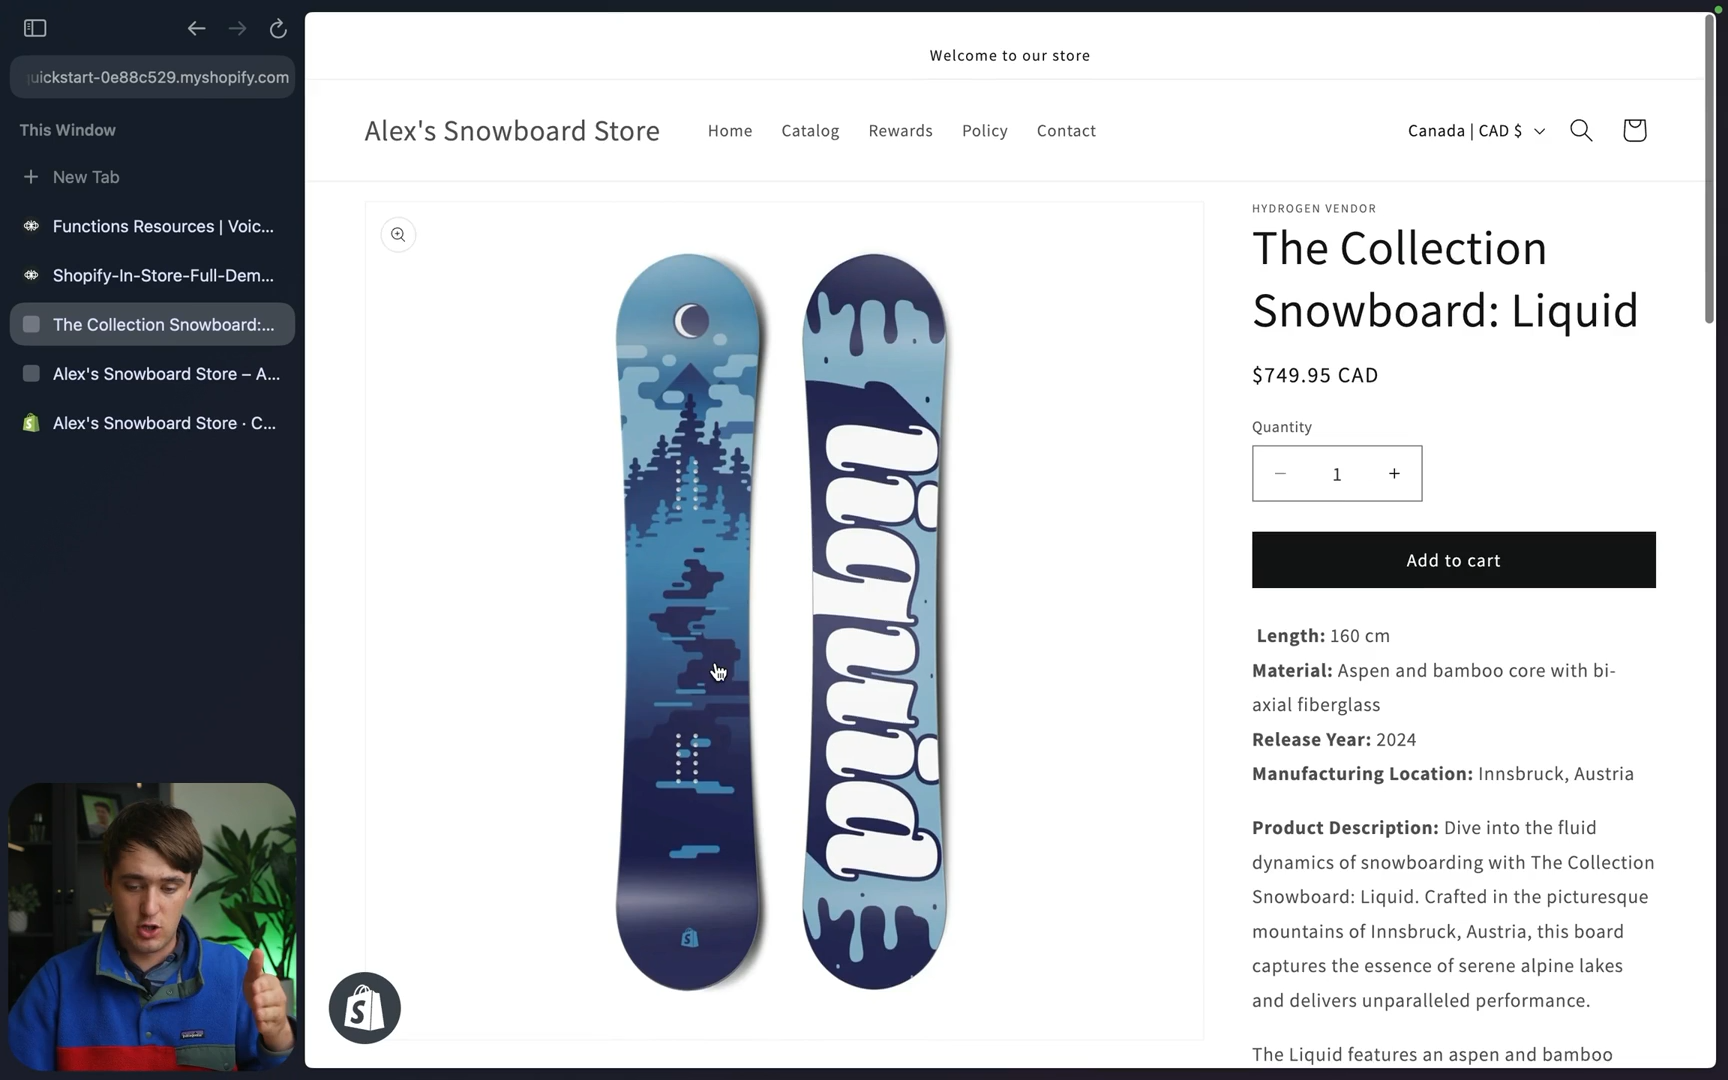 uickstart-0e88c529.myshopify.com
This Window
New Tab
Functions Resources | Voic...
Shopify-In-Store-Full-Dem...
The Collection Snowboard:...
Alex's Snowboard Store – A...
Alex's Snowboard Store · C...
Welcome to our store
Alex's Snowboard Store
Home
Catalog
Rewards
Policy
Contact
Canada | CAD $
liquid
HYDROGEN VENDOR
The Collection
Snowboard: Liquid
$749.95 CAD
Quantity
− 1 +
Add to cart
Length: 160 cm
Material: Aspen and bamboo core with bi-
axial fiberglass
Release Year: 2024
Manufacturing Location: Innsbruck, Austria
Product Description: Dive into the fluid
dynamics of snowboarding with The Collection
Snowboard: Liquid. Crafted in the picturesque
mountains of Innsbruck, Austria, this board
captures the essence of serene alpine lakes
and delivers unparalleled performance.
The Liquid features an aspen and bamboo